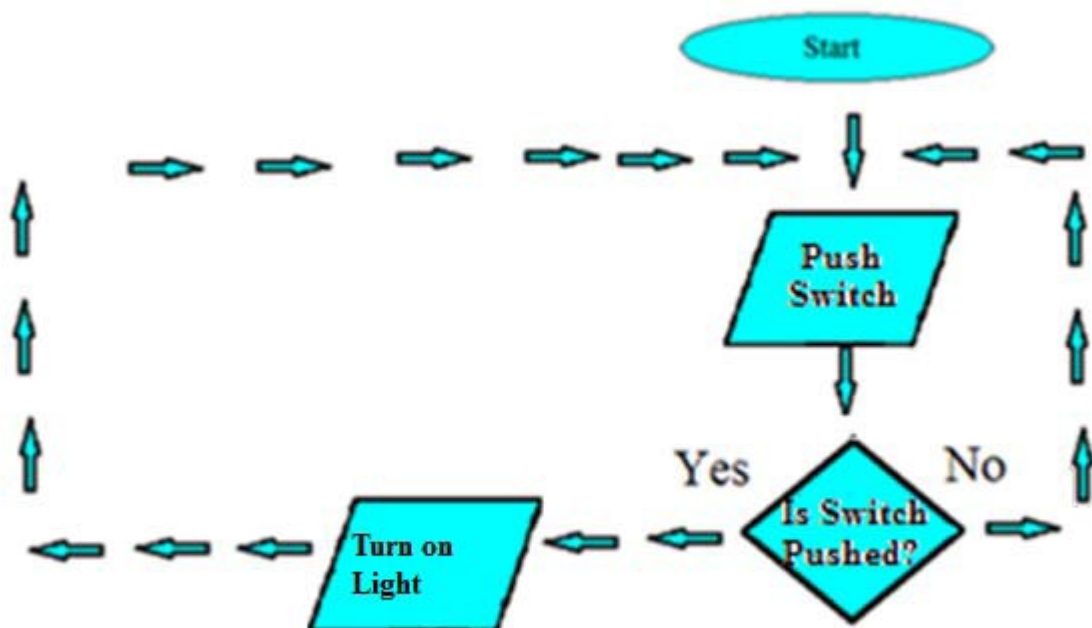 Start
Push
Switch
Yes
No
Is Switch
Pushed?
Turn on
Light